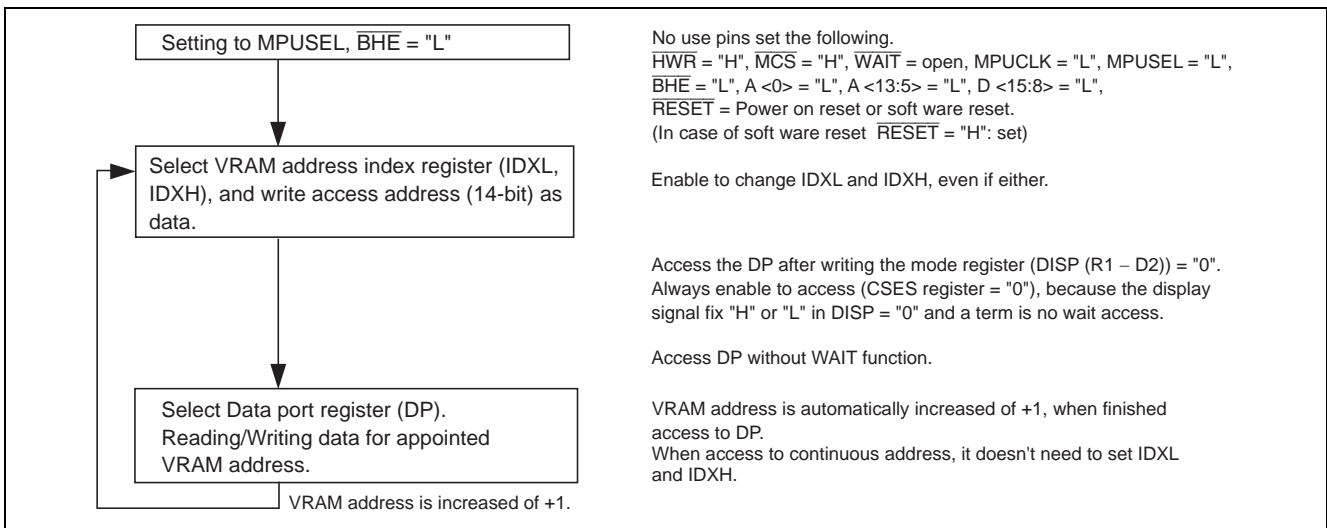 Setting to MPUSEL, B̅H̅E̅ = "L"
No use pins set the following.
H̅W̅R̅ = "H", M̅C̅S̅ = "H", W̅A̅I̅T̅ = open, MPUCLK = "L", MPUSEL = "L",
B̅H̅E̅ = "L", A <0> = "L", A <13:5> = "L", D <15:8> = "L",
R̅E̅S̅E̅T̅ = Power on reset or soft ware reset.
(In case of soft ware reset R̅E̅S̅E̅T̅ = "H": set)
Select VRAM address index register (IDXL,
IDXH), and write access address (14-bit) as
data.
Enable to change IDXL and IDXH, even if either.
Access the DP after writing the mode register (DISP (R1 − D2)) = "0".
Always enable to access (CSES register = "0"), because the display
signal fix "H" or "L" in DISP = "0" and a term is no wait access.
Access DP without WAIT function.
Select Data port register (DP).
Reading/Writing data for appointed
VRAM address.
VRAM address is automatically increased of +1, when finished
access to DP.
When access to continuous address, it doesn't need to set IDXL
and IDXH.
VRAM address is increased of +1.